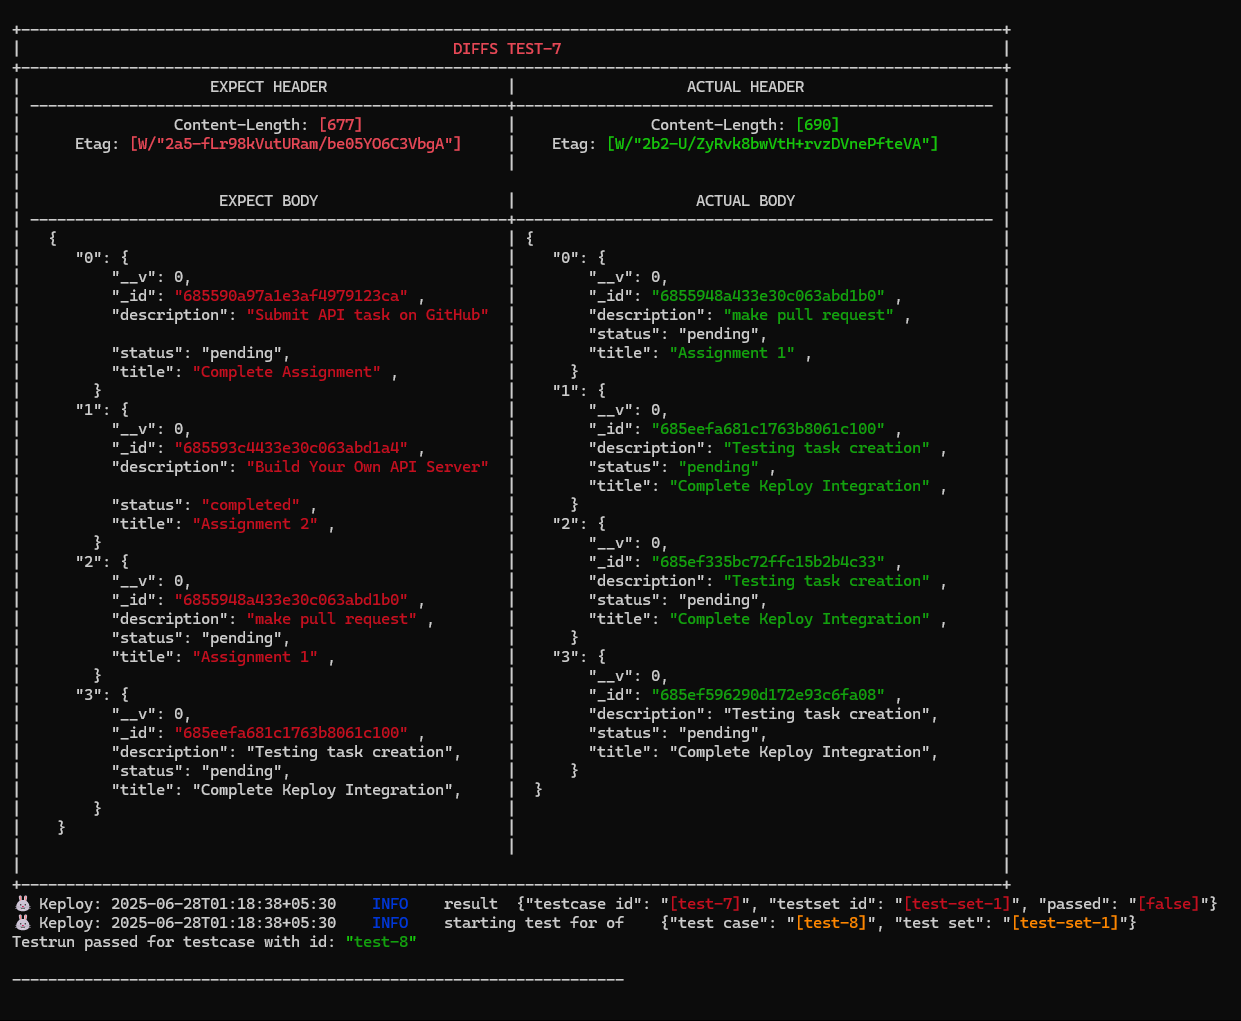 DIFFS TEST-7
EXPECT HEADER | ACTUAL HEADER
Content-Length: [677] | Content-Length: [690]
Etag: [W/"2a5-fLr98kVutURam/be05YO6C3VbgA"] | Etag: [W/"2b2-U/ZyRvk8bwVtH+rvzDVnePfteVA"]
EXPECT BODY | ACTUAL BODY
{ | {
"0": { | "0": {
"__v": 0, | "__v": 0,
"_id": "685590a97a1e3af4979123ca" , | "_id": "6855948a433e30c063abd1b0" ,
"description": "Submit API task on GitHub" | "description": "make pull request" ,
| "status": "pending",
"status": "pending", | "title": "Assignment 1" ,
"title": "Complete Assignment" , | }
} | "1": {
"1": { | "__v": 0,
"__v": 0, | "_id": "685eefa681c1763b8061c100" ,
"_id": "685593c4433e30c063abd1a4" , | "description": "Testing task creation" ,
"description": "Build Your Own API Server" | "status": "pending" ,
| "title": "Complete Keploy Integration" ,
"status": "completed" , | }
"title": "Assignment 2" , | "2": {
} | "__v": 0,
"2": { | "_id": "685ef335bc72ffc15b2b4c33" ,
"__v": 0, | "description": "Testing task creation" ,
"_id": "6855948a433e30c063abd1b0" , | "status": "pending",
"description": "make pull request" , | "title": "Complete Keploy Integration" ,
"status": "pending", | }
"title": "Assignment 1" , | "3": {
} | "__v": 0,
"3": { | "_id": "685ef596290d172e93c6fa08" ,
"__v": 0, | "description": "Testing task creation",
"_id": "685eefa681c1763b8061c100" , | "status": "pending",
"description": "Testing task creation", | "title": "Complete Keploy Integration",
"status": "pending", | }
"title": "Complete Keploy Integration", | }
}
}
🐰 Keploy: 2025-06-28T01:18:38+05:30 INFO result {"testcase id": "[test-7]", "testset id": "[test-set-1]", "passed": "[false]"}
🐰 Keploy: 2025-06-28T01:18:38+05:30 INFO starting test for of {"test case": "[test-8]", "test set": "[test-set-1]"}
Testrun passed for testcase with id: "test-8"